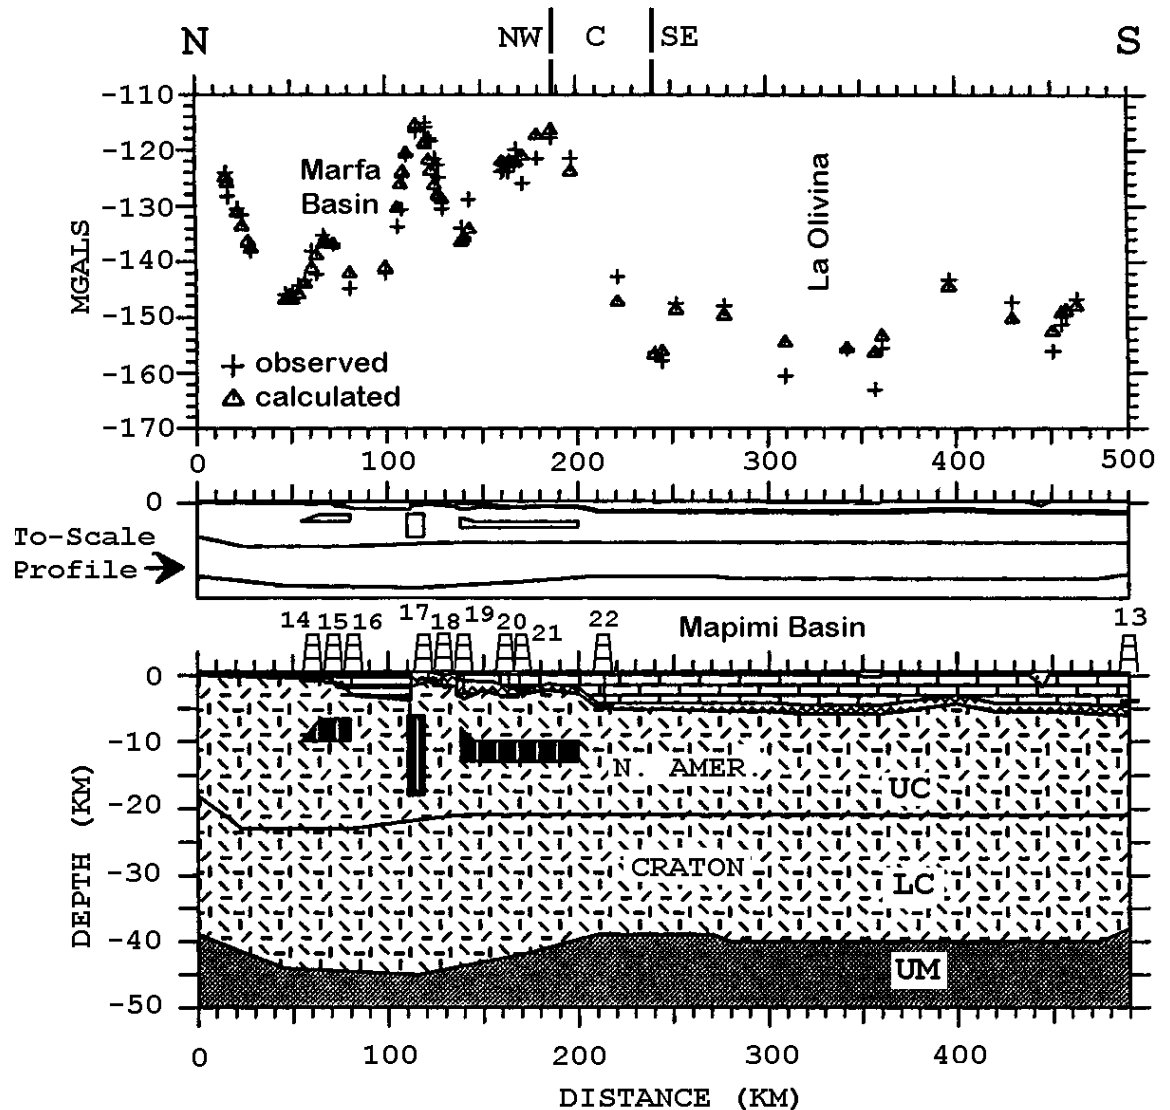 N NW C SE S
-110
-120
-130
-140
-150
-160
-170
MGALS
Marfa
Basin
La Olivina
observed
calculated
0 100 200 300 400 500
0
To-Scale
Profile
14 15 16 17 18 19 20 21 22 Mapimi Basin 13
0
-10
-20
-30
-40
-50
DEPTH (KM)
N. AMER.
UC
CRATON
LC
UM
0 100 200 300 400
DISTANCE (KM)